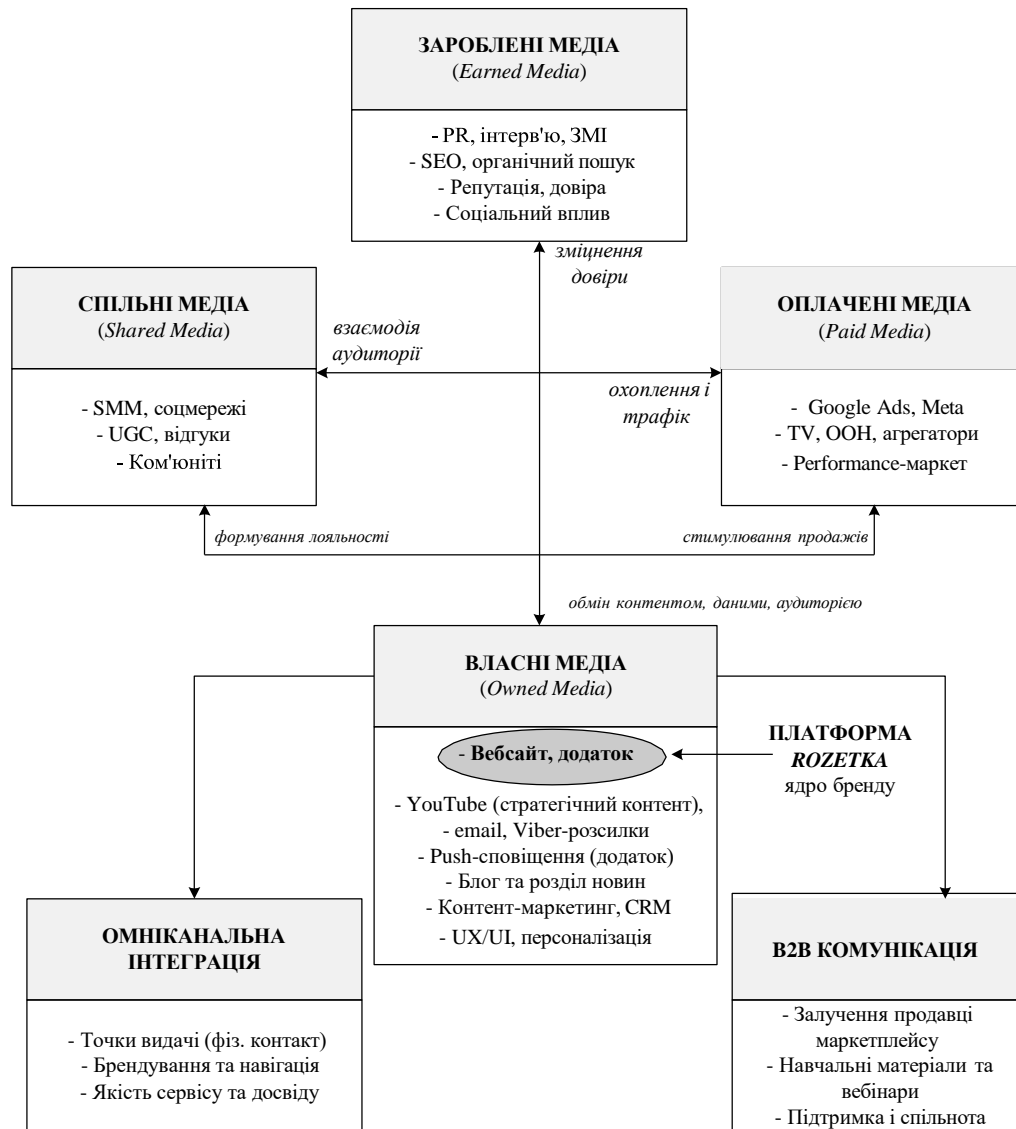 ЗАРОБЛЕНІ МЕДІА
(Earned Media)
- PR, інтерв'ю, ЗМІ
- SEO, органічний пошук
- Репутація, довіра
- Соціальний вплив
зміцнення
довіри
СПІЛЬНІ МЕДІА
(Shared Media)
- SMM, соцмережі
- UGC, відгуки
- Ком'юніті
взаємодія
аудиторії
ОПЛАЧЕНІ МЕДІА
(Paid Media)
- Google Ads, Meta
- TV, OOH, агрегатори
- Performance-маркет
охоплення і
трафік
формування лояльності
стимулювання продажів
обмін контентом, даними, аудиторією
ВЛАСНІ МЕДІА
(Owned Media)
- Вебсайт, додаток
- YouTube (стратегічний контент),
- email, Viber-розсилки
- Push-сповіщення (додаток)
- Блог та розділ новин
- Контент-маркетинг, CRM
- UX/UI, персоналізація
ПЛАТФОРМА
ROZETKA
ядро бренду
ОМНІКАНАЛЬНА
ІНТЕГРАЦІЯ
- Точки видачі (фіз. контакт)
- Брендування та навігація
- Якість сервісу та досвіду
B2B КОМУНІКАЦІЯ
- Залучення продавці
маркетплейсу
- Навчальні матеріали та
вебінари
- Підтримка і спільнота